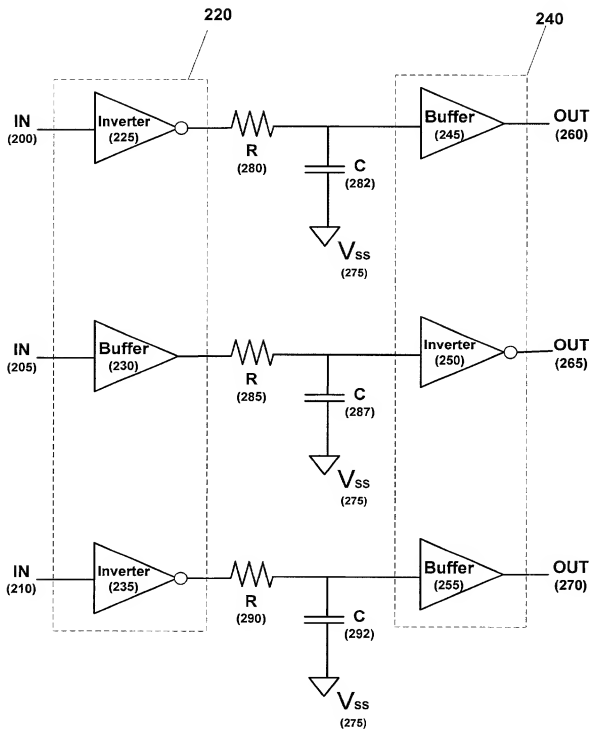 220
240
IN
(200)
Inverter
(225)
R
(280)
C
(282)
Buffer
(245)
OUT
(260)
VSS
(275)
IN
(205)
Buffer
(230)
R
(285)
C
(287)
Inverter
(250)
OUT
(265)
VSS
(275)
IN
(210)
Inverter
(235)
R
(290)
C
(292)
Buffer
(255)
OUT
(270)
VSS
(275)